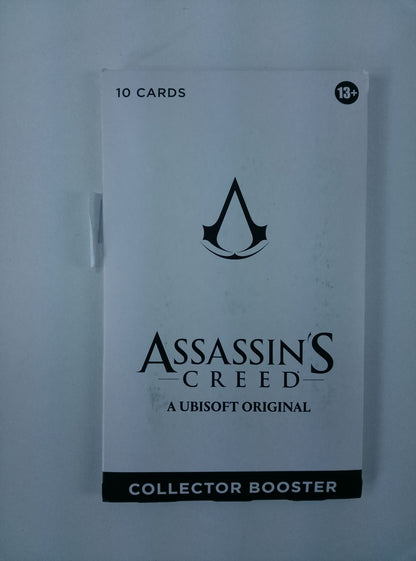 10 CARDS
13+
ASSASSIN'S
CREED
A UBISOFT ORIGINAL
COLLECTOR BOOSTER